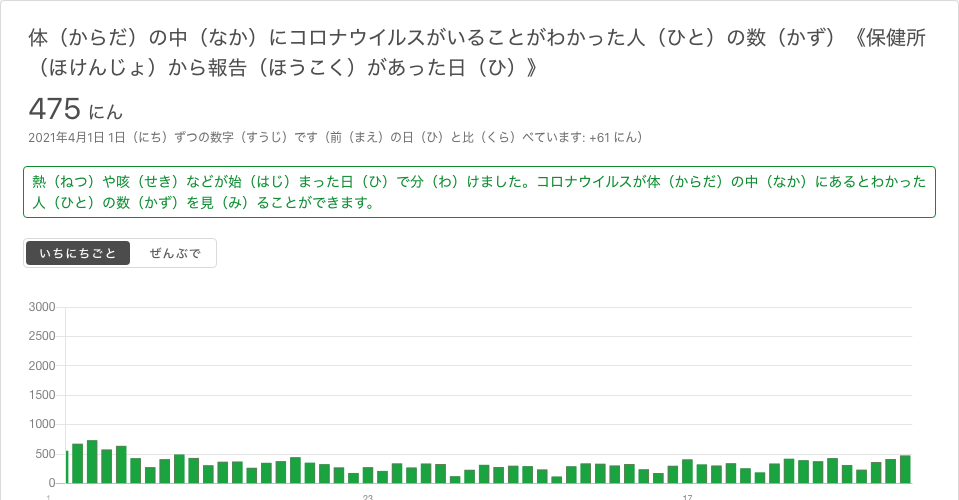 体（からだ）の中（なか）にコロナウイルスがいることがわかった人（ひと）の数（かず）《保健所
（ほけんじょ）から報告（ほうこく）があった日（ひ）》
475 にん
2021年4月1日 1日（にち）ずつの数字（すうじ）です（前（まえ）の日（ひ）と比（くら）べています: +61 にん）
熱（ねつ）や咳（せき）などが始（はじ）まった日（ひ）で分（わ）けました。コロナウイルスが体（からだ）の中（なか）にあるとわかった
人（ひと）の数（かず）を見（み）ることができます。
いちにちごと ぜんぶで
3000
2500
2000
1500
1000
500
0
1 23 17